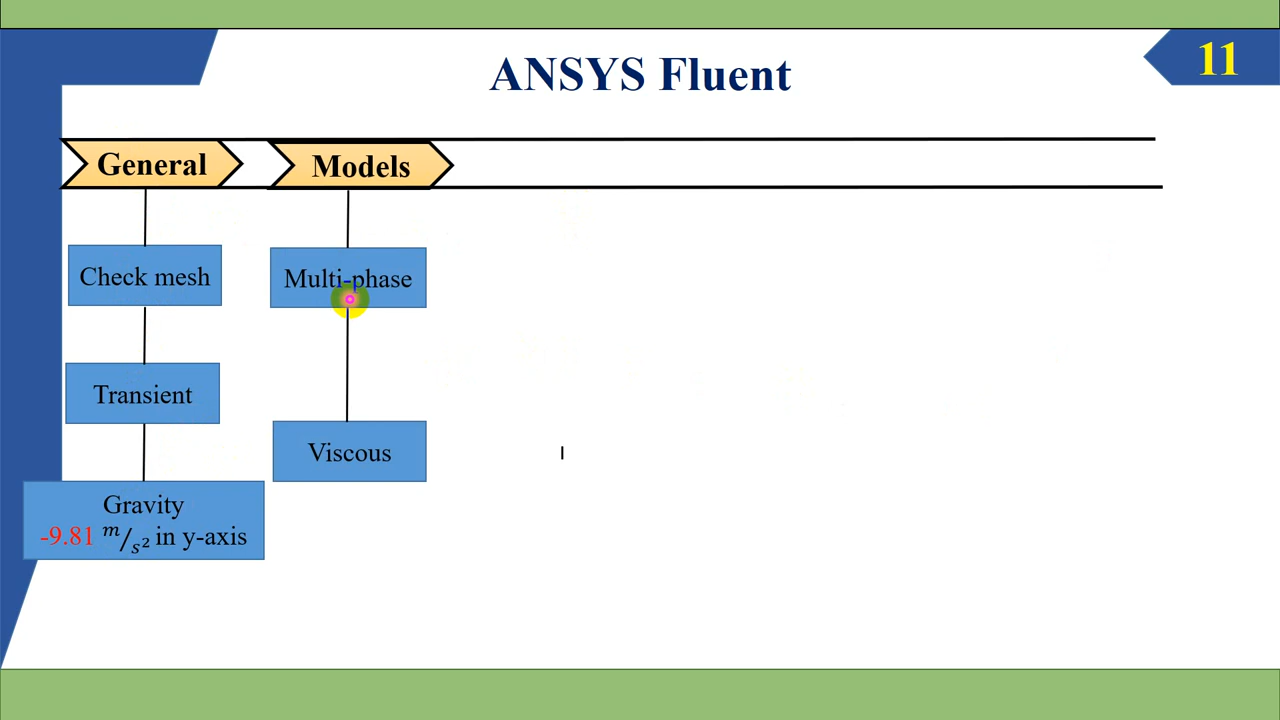 ANSYS Fluent
11
General
Models
Check mesh
Multi-phase
Transient
Viscous
Gravity
-9.81 m/s² in y-axis